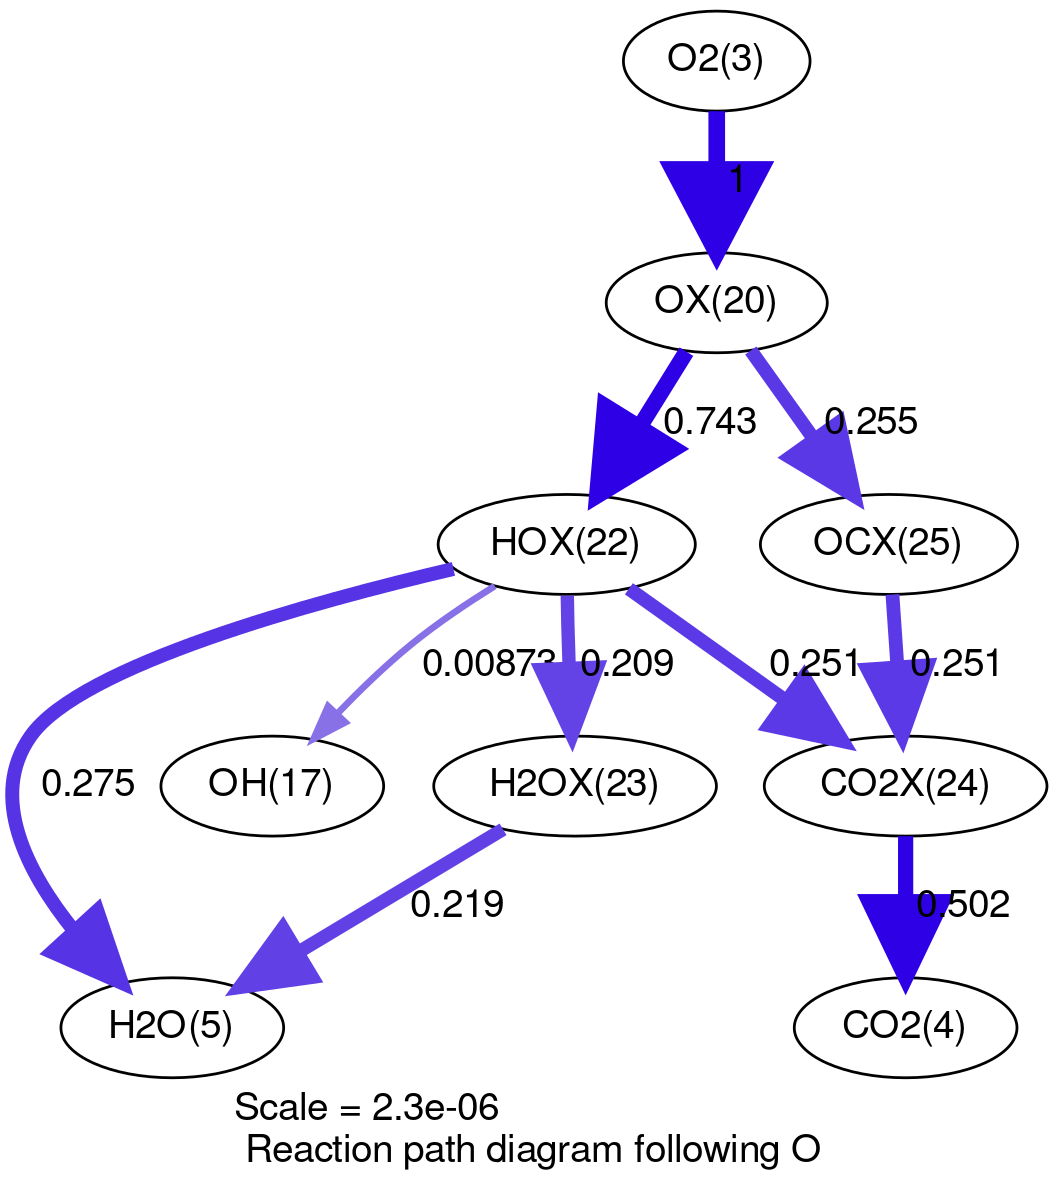 O2(3)
1
OX(20)
0.743
0.255
HOX(22)
OCX(25)
0.00873
0.209
0.251
0.251
0.275
OH(17)
H2OX(23)
CO2X(24)
0.219
0.502
H2O(5)
CO2(4)
Scale = 2.3e-06
Reaction path diagram following O